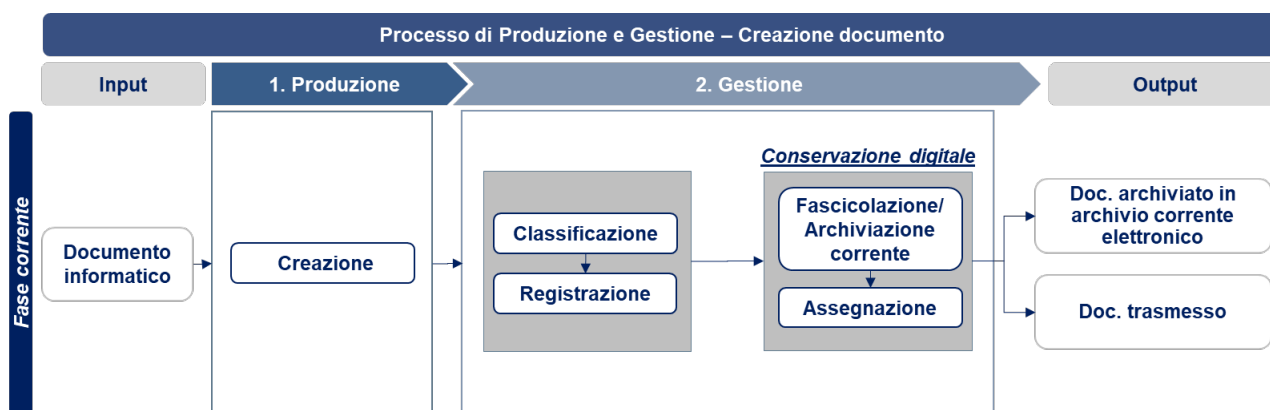 Processo di Produzione e Gestione – Creazione documento
Input
1. Produzione
2. Gestione
Output
Fase corrente
Documento
informatico
Creazione
Classificazione
Registrazione
Conservazione digitale
Fascicolazione/
Archiviazione
corrente
Assegnazione
Doc. archiviato in
archivio corrente
elettronico
Doc. trasmesso